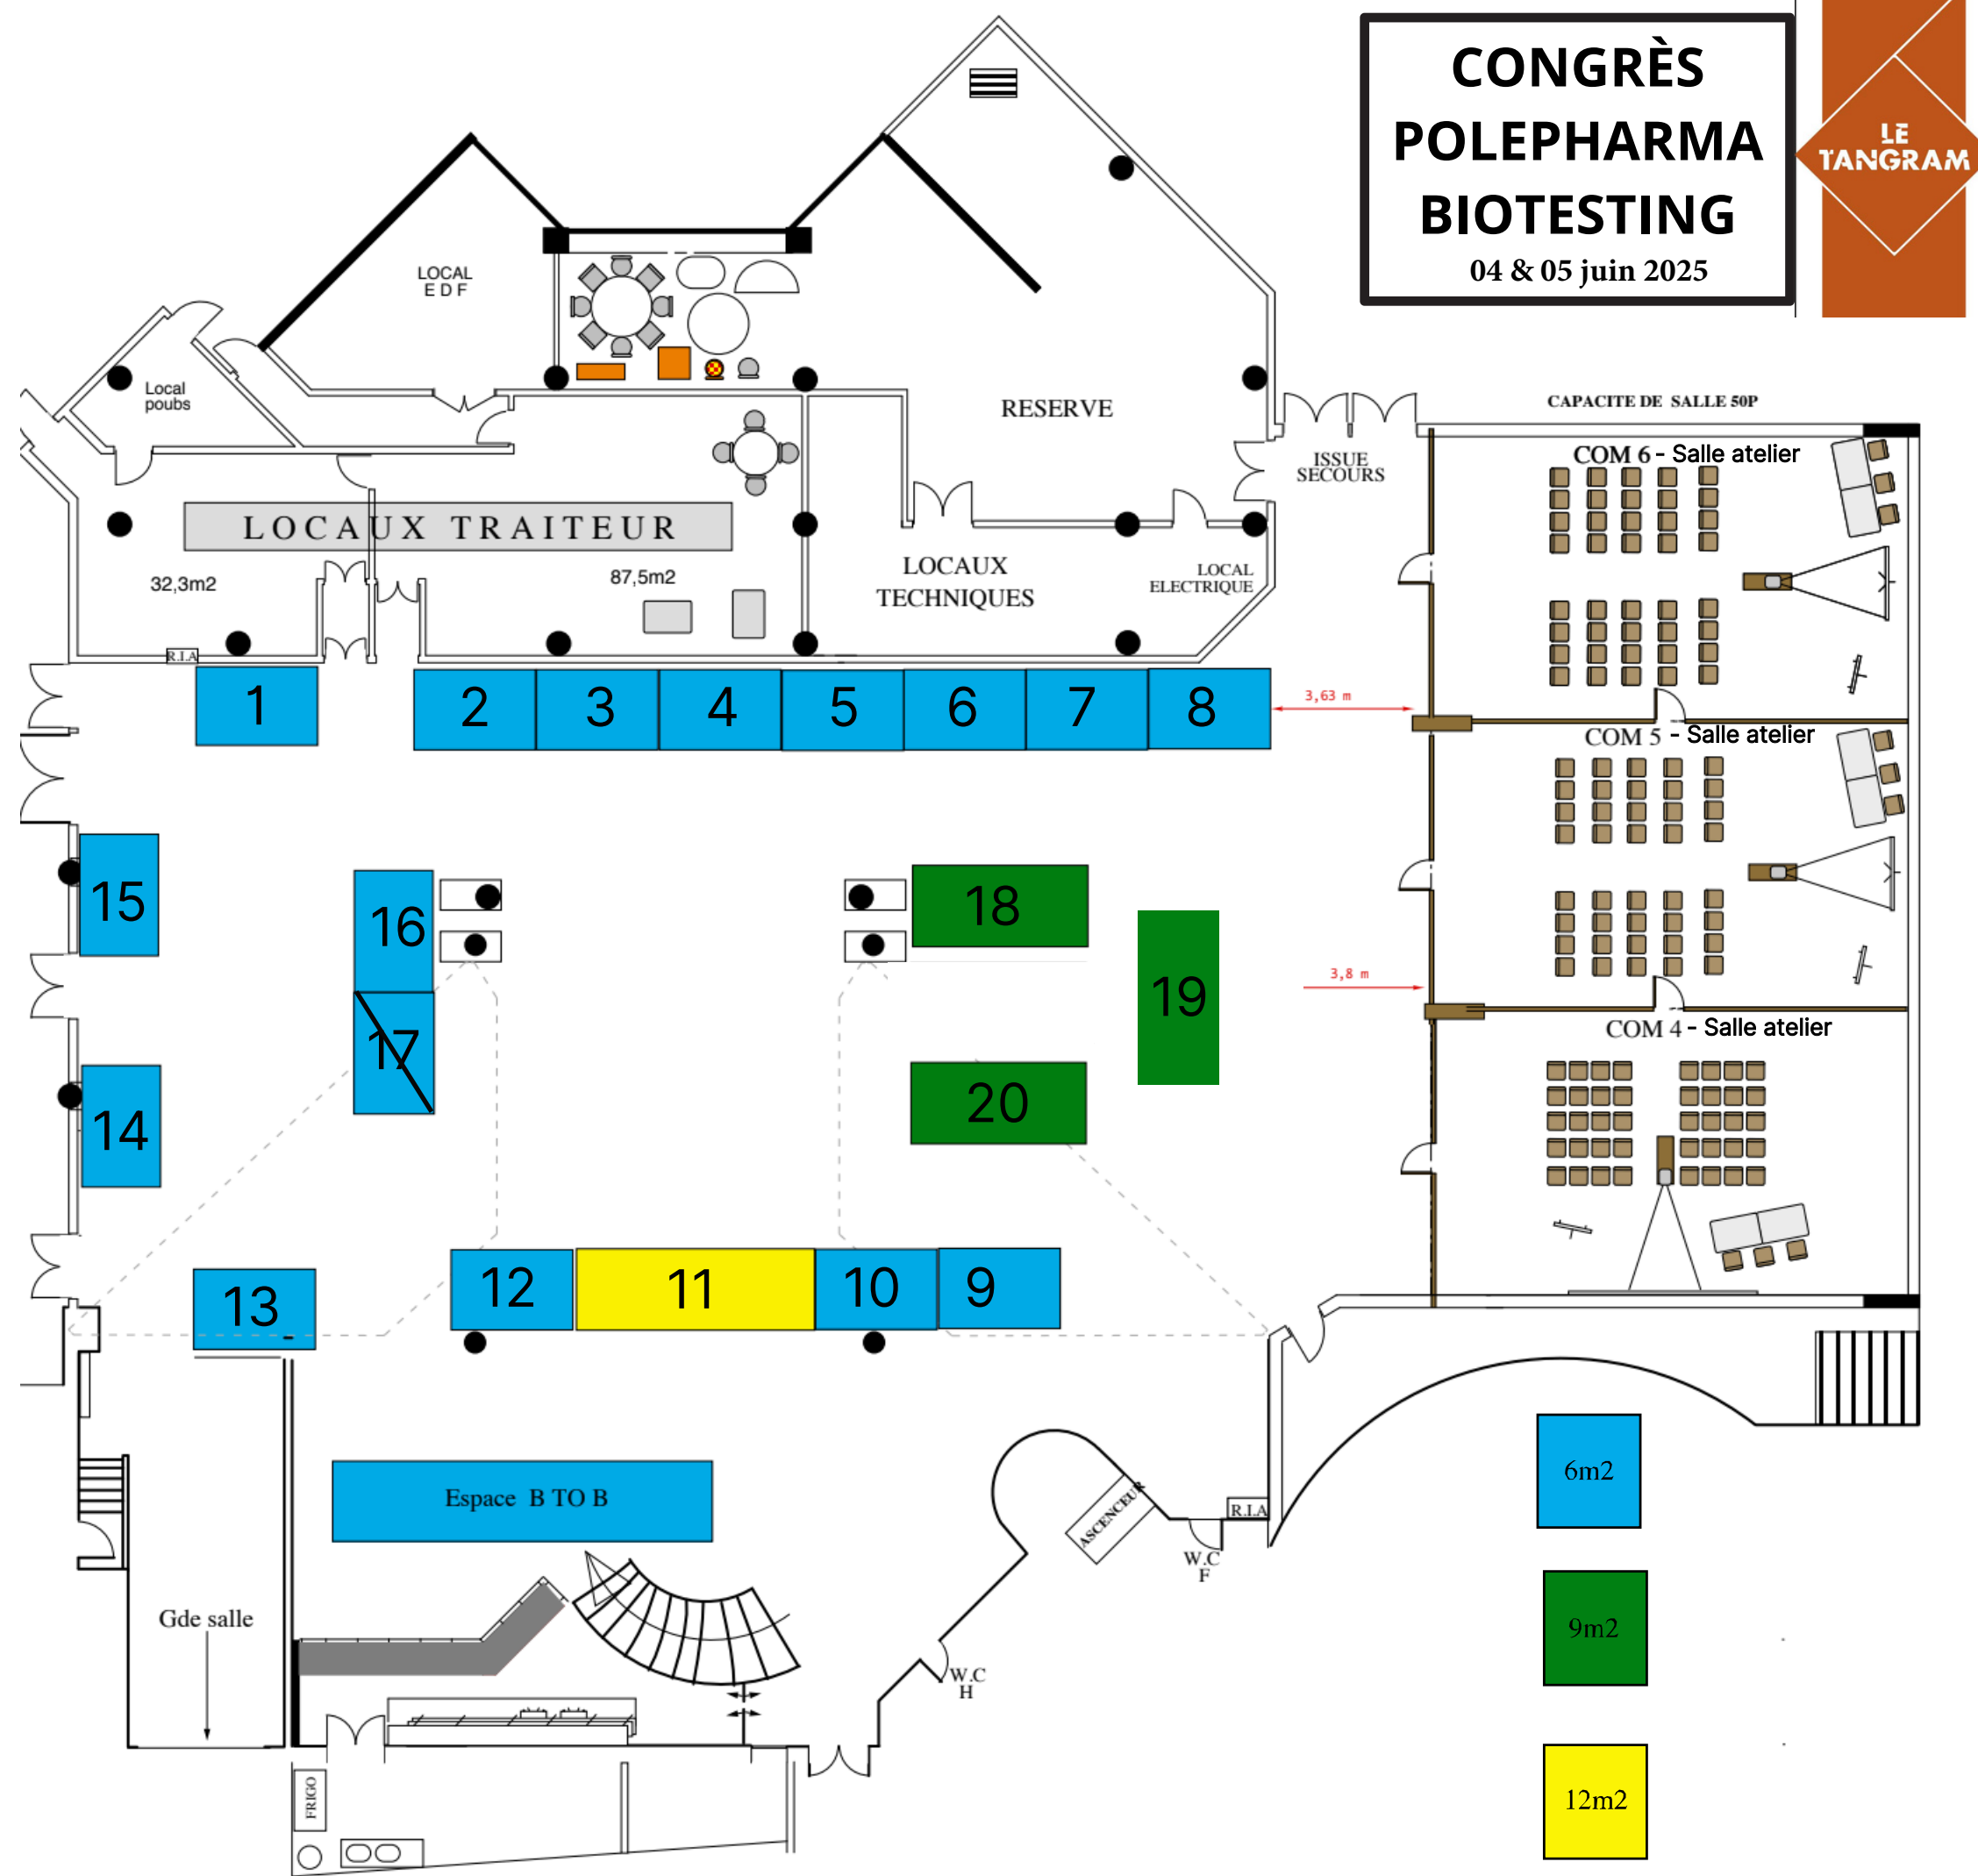 CONGRÈS
POLEPHARMA
BIOTESTING
04 & 05 juin 2025
LE
TANGRAM
LOCAL
E D F
Local
poubs
RESERVE
CAPACITE DE SALLE 50P
COM 6 - Salle atelier
ISSUE
SECOURS
LOCAUX TRAITEUR
32,3m2
87,5m2
LOCAUX
TECHNIQUES
LOCAL
ELECTRIQUE
R.I.A
1
2
3
4
5
6
7
8
3,63 m
COM 5 - Salle atelier
15
16
18
19
3,8 m
17
COM 4 - Salle atelier
14
20
13
12
11
10
9
6m2
Espace B TO B
ASCENCEUR
R.I.A
W.C
F
9m2
Gde salle
W.C
H
FRIGO
12m2